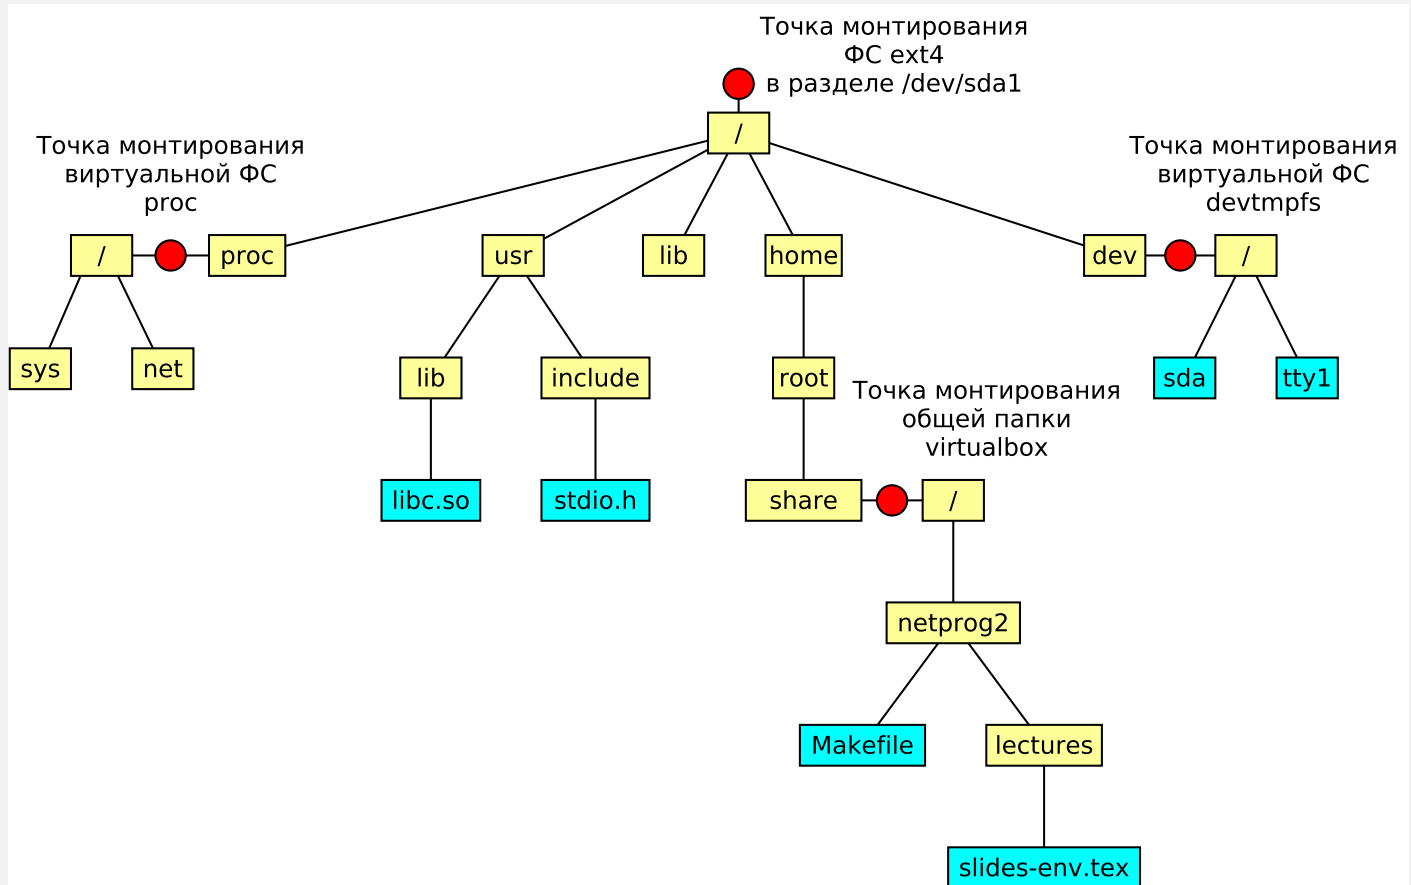 Точка монтирования
ФС ext4
в разделе /dev/sda1
/
Точка монтирования
виртуальной ФС
proc
Точка монтирования
виртуальной ФС
devtmpfs
/
proc
usr
lib
home
dev
/
sys
net
lib
include
root
Точка монтирования
общей папки
virtualbox
sda
tty1
libc.so
stdio.h
share
/
netprog2
Makefile
lectures
slides-env.tex